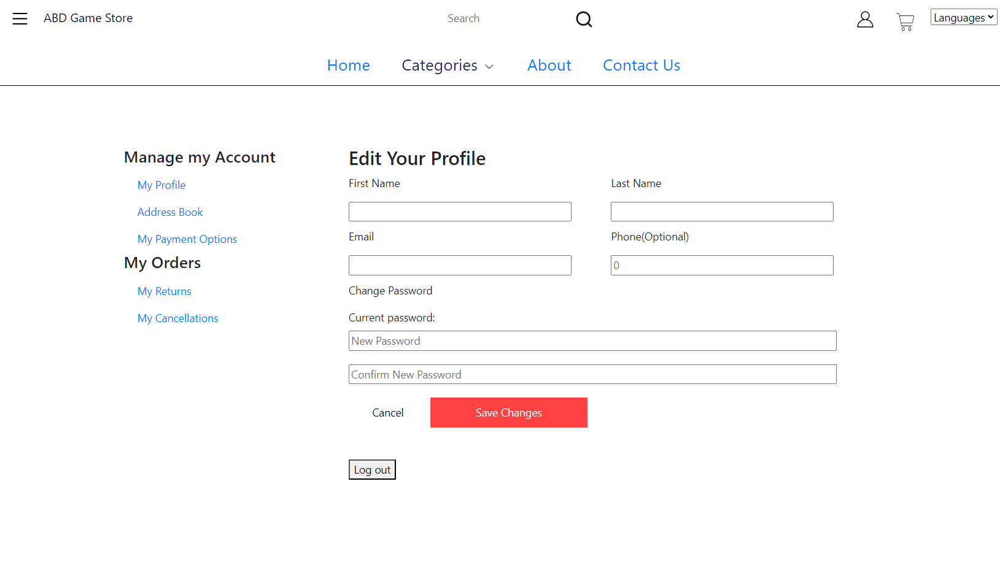 ABD Game Store
Search
Languages
Home
Categories
About
Contact Us
Manage my Account
My Profile
Address Book
My Payment Options
My Orders
My Returns
My Cancellations
Edit Your Profile
First Name
Last Name
Email
Phone(Optional)
0
Change Password
Current password:
New Password
Confirm New Password
Cancel
Save Changes
Log out